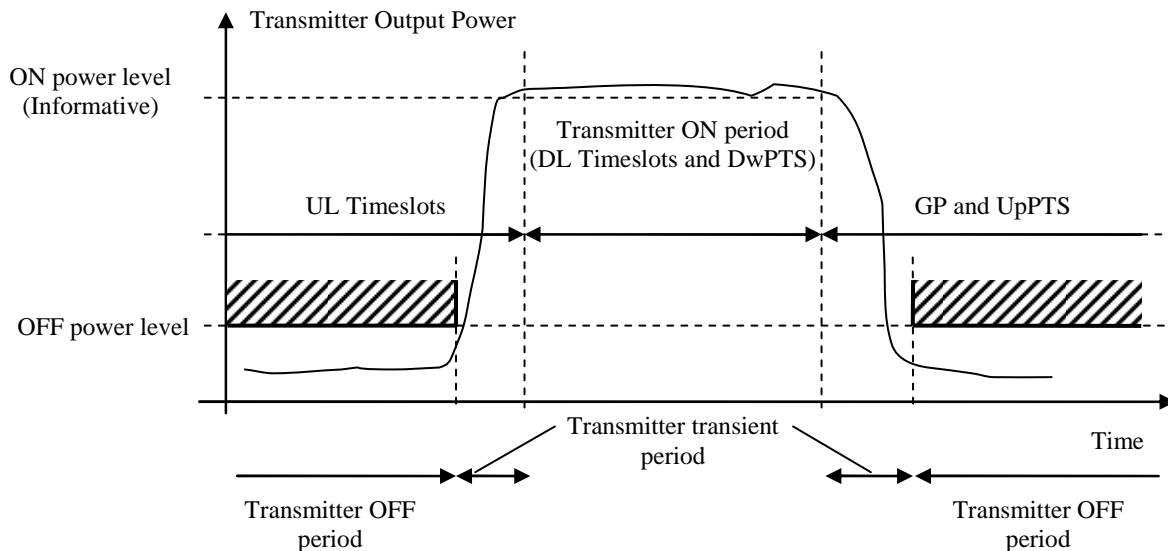 Transmitter Output Power
ON power level
(Informative)
Transmitter ON period
(DL Timeslots and DwPTS)
UL Timeslots
GP and UpPTS
OFF power level
Transmitter transient
period
Time
Transmitter OFF
period
Transmitter OFF
period